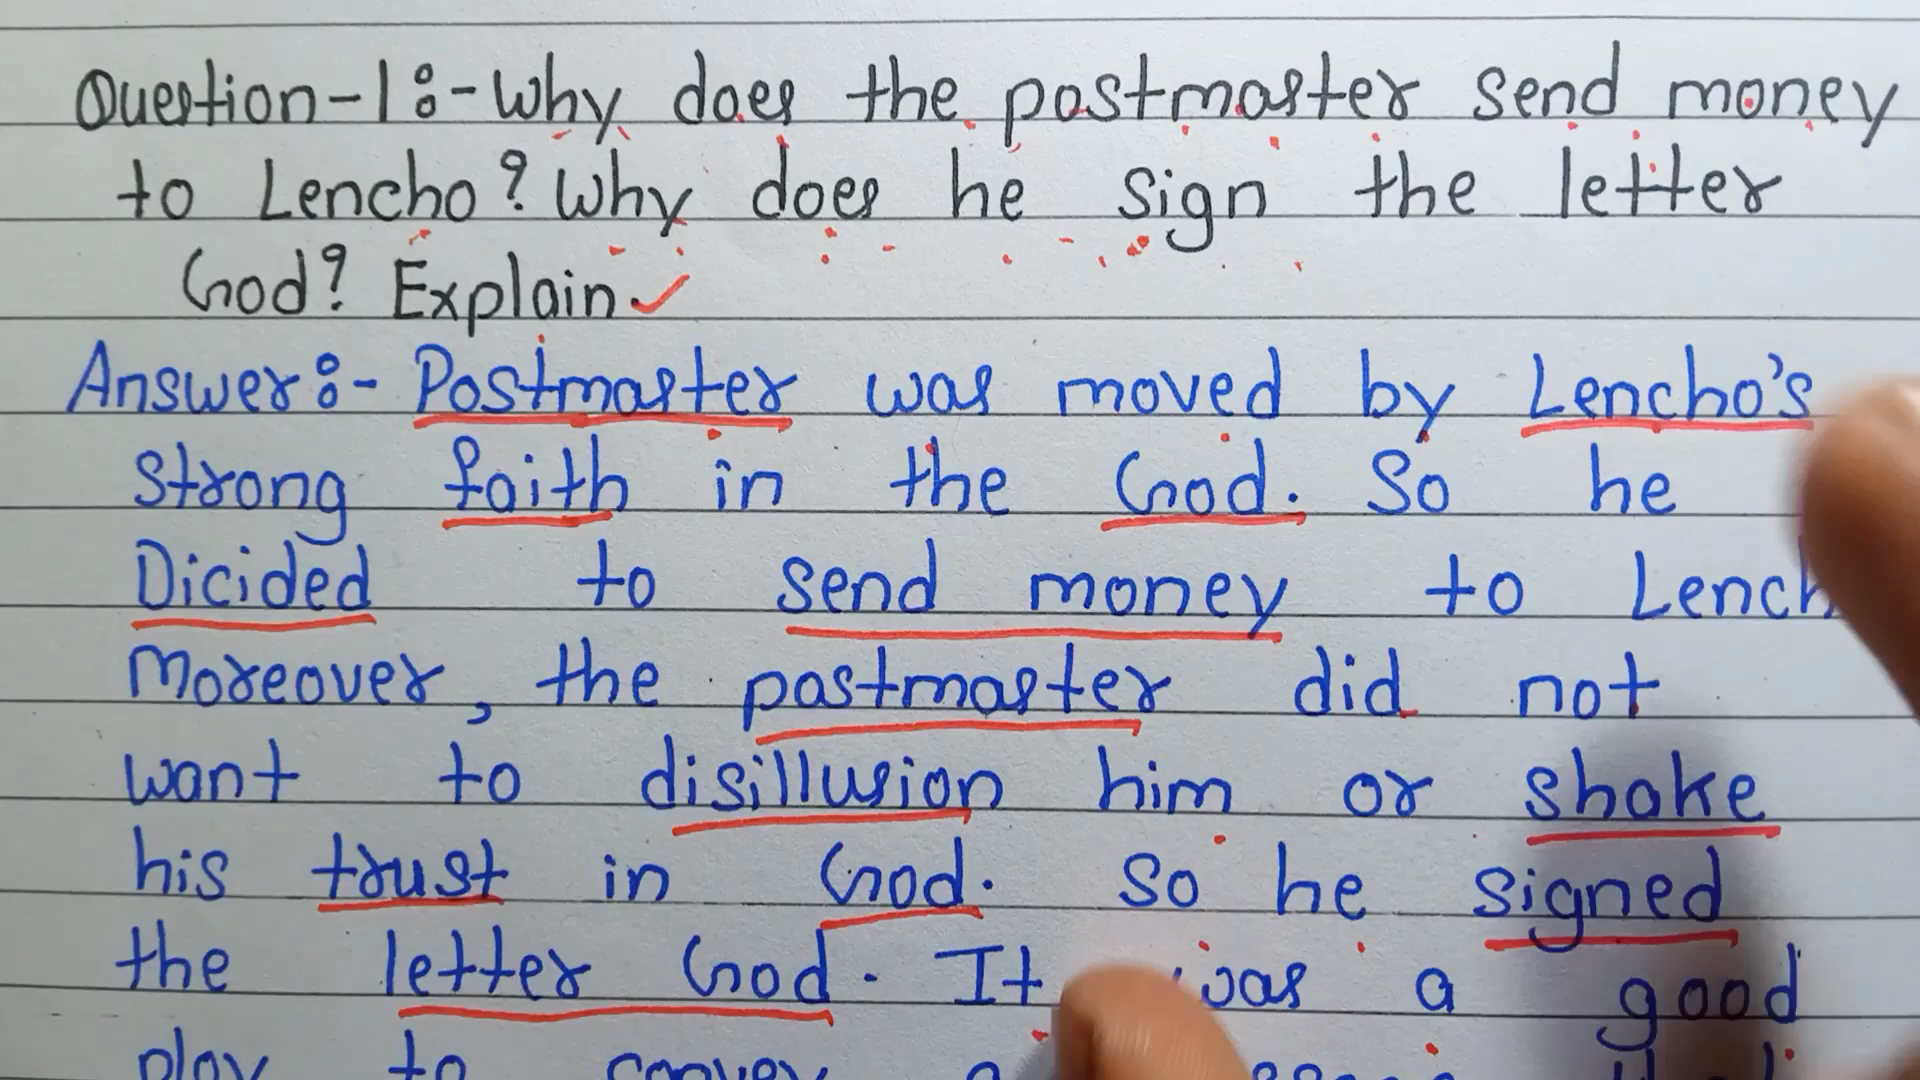 Question-1:- Why does the postmaster send money
to Lencho? Why does he sign the letter
God? Explain
Answer:- Postmaster was moved by Lencho's
strong faith in the God. So he
Dicided to send money to Lench
Moreover, the postmaster did not
want to disillusion him or shake
his trust in God. So he signed
the letter God. It was a good
to convey a